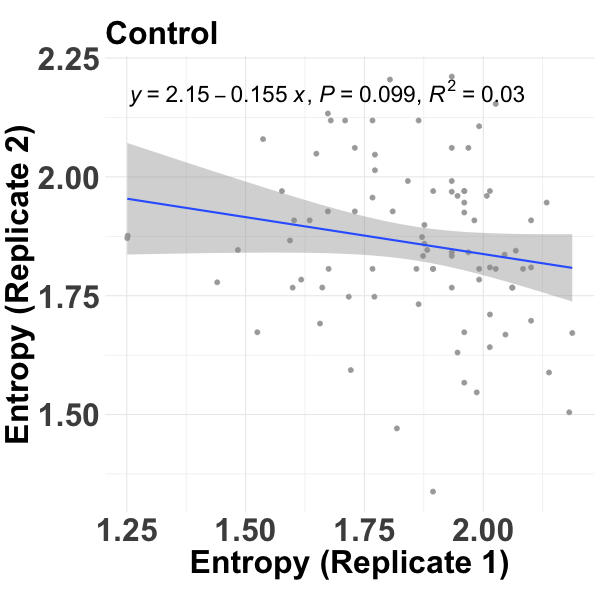 Control
2.25
y = 2.15 – 0.155 x, P = 0.099, R² = 0.03
2.00
1.75
1.50
Entropy (Replicate 2)
1.25 1.50 1.75 2.00
Entropy (Replicate 1)